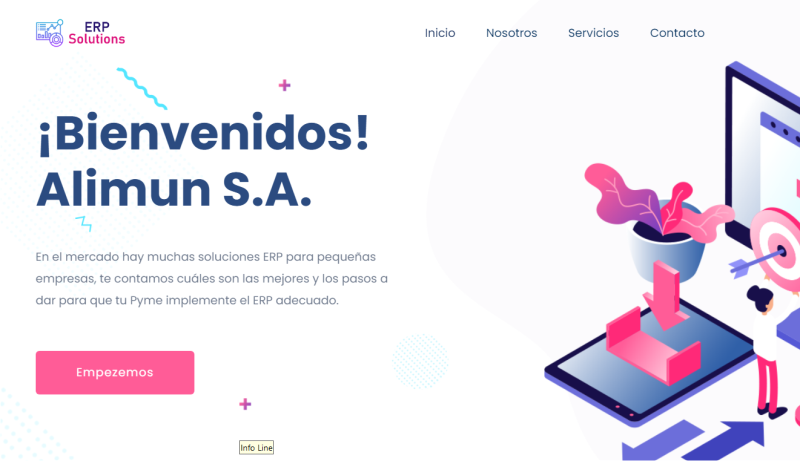 ERP
Solutions
Inicio
Nosotros
Servicios
Contacto
¡Bienvenidos!
Alimun S.A.
En el mercado hay muchas soluciones ERP para pequeñas
empresas, te contamos cuáles son las mejores y los pasos a
dar para que tu Pyme implemente el ERP adecuado.
Empezemos
Info Line